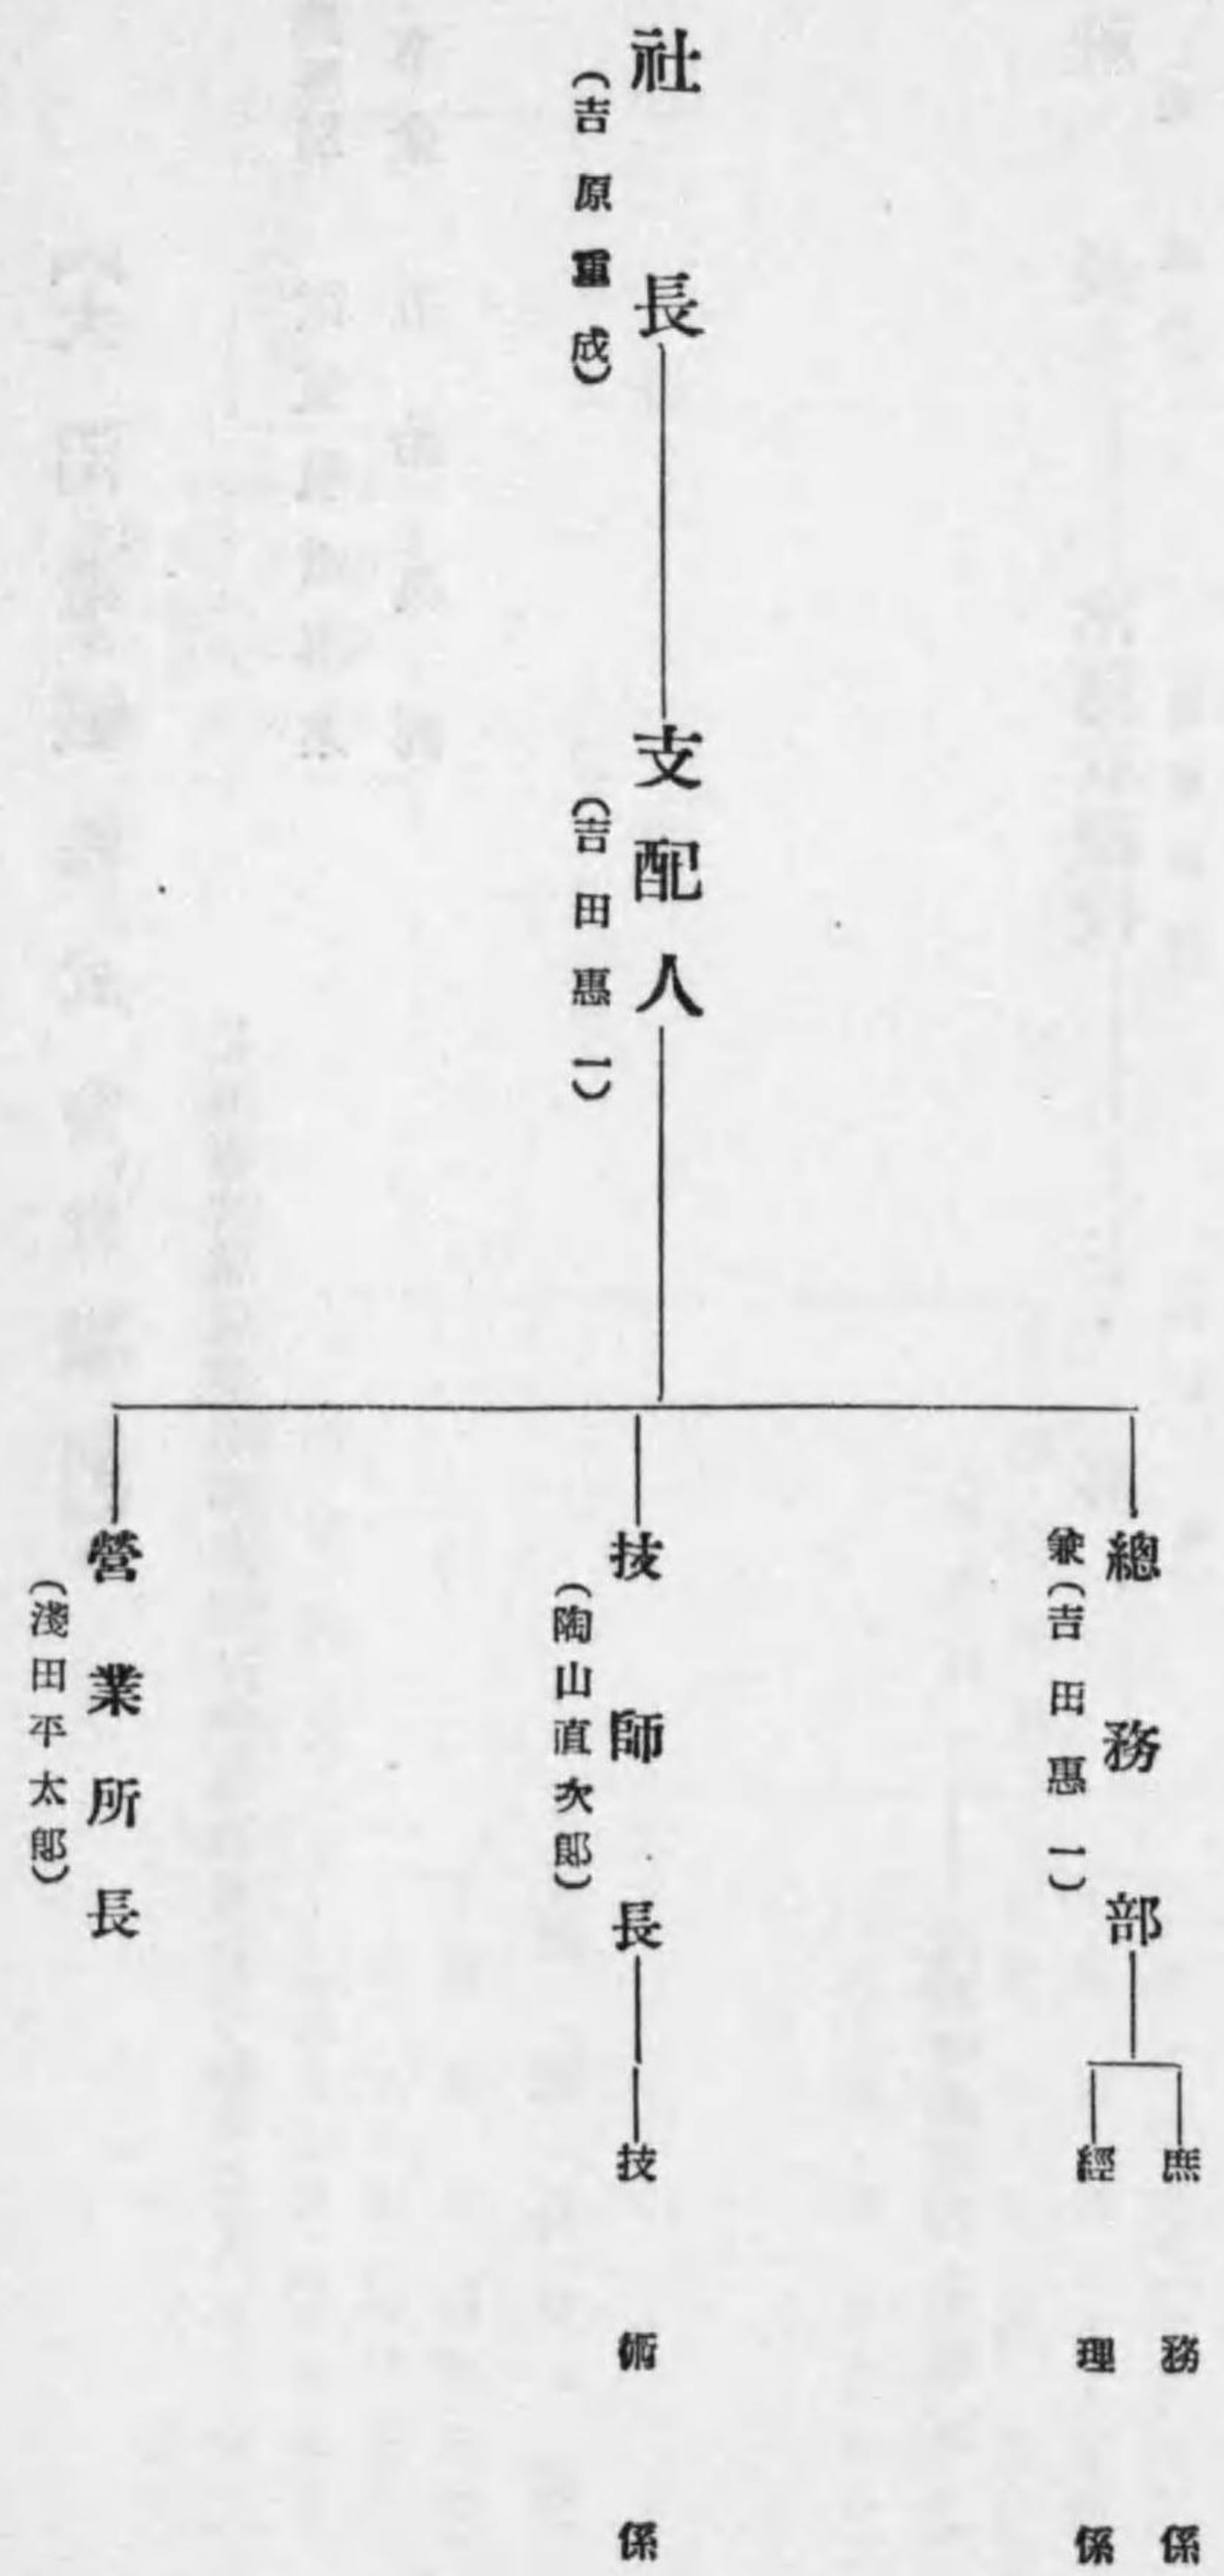 社長
(吉原重成)
支配人
(吉田惠一)
總務部
兼(吉田惠一)
庶務係
經理係
技師長
(陶山直次郎)
技術係
營業所長
(淺田平太郎)